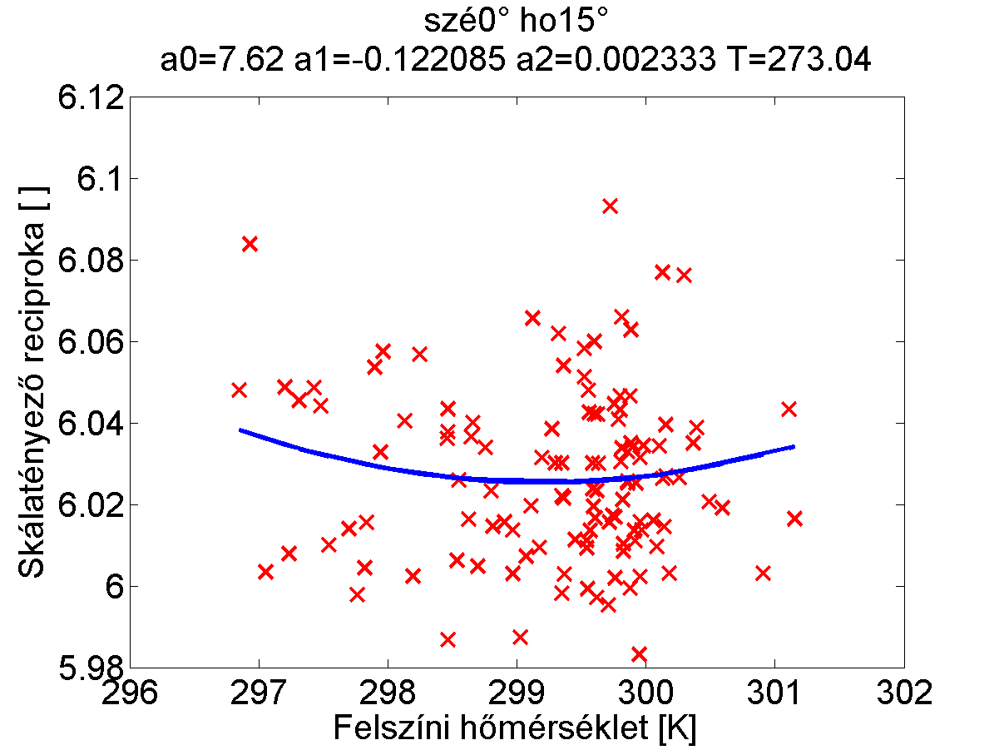 szé0° ho15°
a0=7.62 a1=-0.122085 a2=0.002333 T=273.04
6.12
6.1
6.08
6.06
6.04
6.02
6
5.98
Skálatényező reciproka [ ]
296 297 298 299 300 301 302
Felszíni hőmérséklet [K]